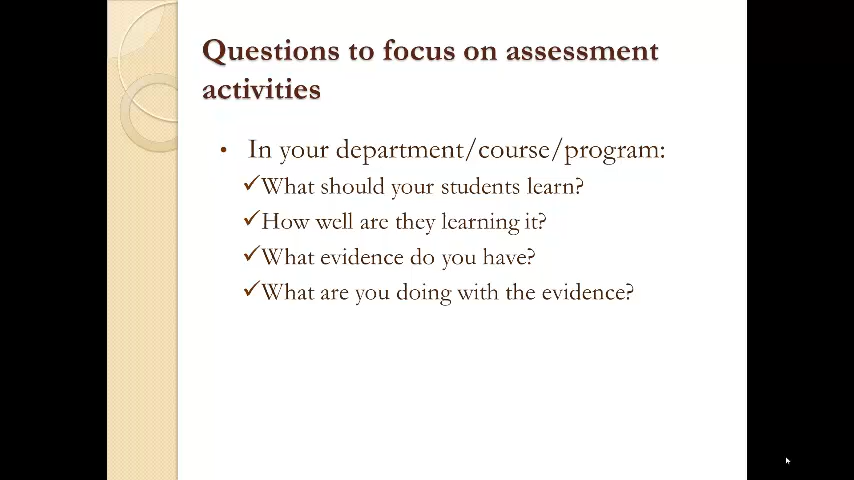 Questions to focus on assessment
activities
• In your department/course/program:
✓What should your students learn?
✓How well are they learning it?
✓What evidence do you have?
✓What are you doing with the evidence?